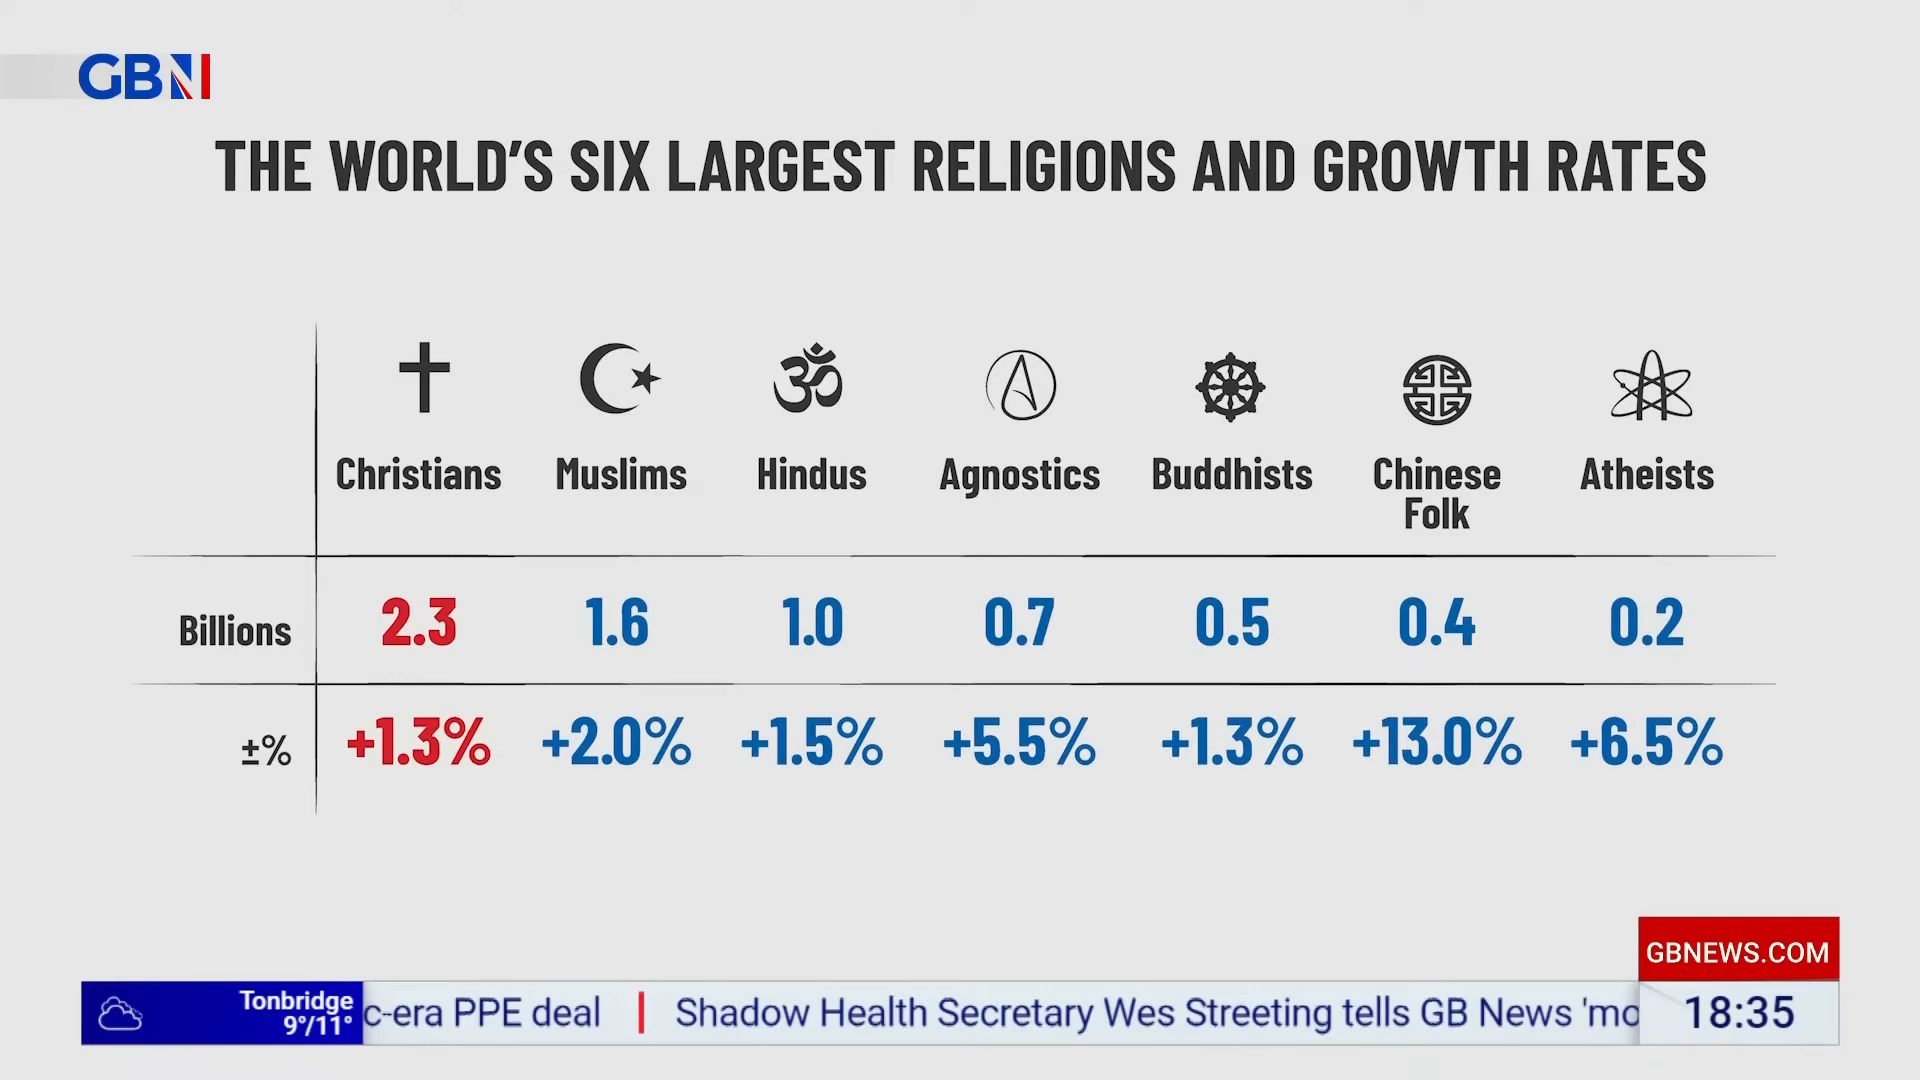 GBN
THE WORLD'S SIX LARGEST RELIGIONS AND GROWTH RATES
Christians Muslims Hindus Agnostics Buddhists Chinese Folk Atheists
Billions 2.3 1.6 1.0 0.7 0.5 0.4 0.2
±% +1.3% +2.0% +1.5% +5.5% +1.3% +13.0% +6.5%
GBNEWS.COM
Tonbridge
9°/11°
c-era PPE deal | Shadow Health Secretary Wes Streeting tells GB News 'mo
18:35